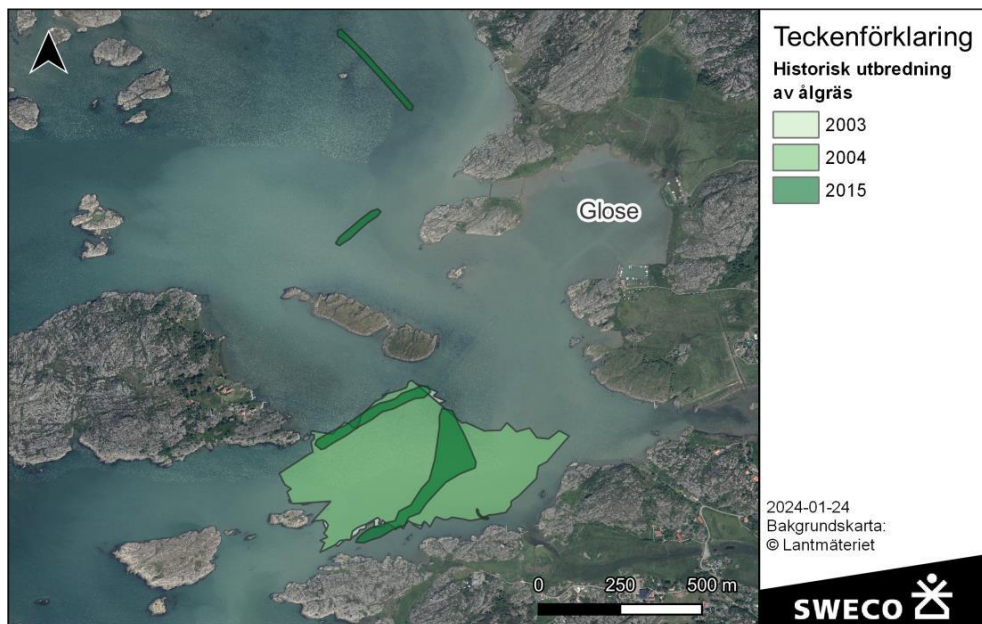 Teckenförklaring
Historisk utbredning
av ålgräs
2003
2004
2015
Glose
2024-01-24
Bakgrundskarta:
© Lantmäteriet
0 250 500 m
SWECO